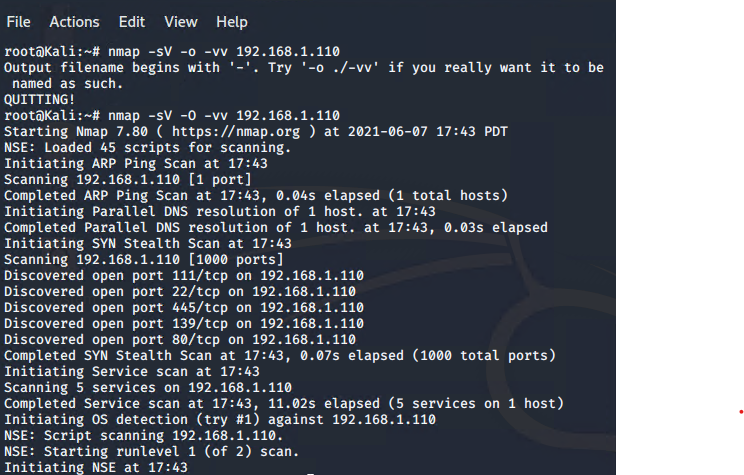 File Actions Edit View Help
root@Kali:~# nmap -sV -o -vv 192.168.1.110
Output filename begins with '-'. Try '-o ./-vv' if you really want it to be
 named as such.
QUITTING!
root@Kali:~# nmap -sV -O -vv 192.168.1.110
Starting Nmap 7.80 ( https://nmap.org ) at 2021-06-07 17:43 PDT
NSE: Loaded 45 scripts for scanning.
Initiating ARP Ping Scan at 17:43
Scanning 192.168.1.110 [1 port]
Completed ARP Ping Scan at 17:43, 0.04s elapsed (1 total hosts)
Initiating Parallel DNS resolution of 1 host. at 17:43
Completed Parallel DNS resolution of 1 host. at 17:43, 0.03s elapsed
Initiating SYN Stealth Scan at 17:43
Scanning 192.168.1.110 [1000 ports]
Discovered open port 111/tcp on 192.168.1.110
Discovered open port 22/tcp on 192.168.1.110
Discovered open port 445/tcp on 192.168.1.110
Discovered open port 139/tcp on 192.168.1.110
Discovered open port 80/tcp on 192.168.1.110
Completed SYN Stealth Scan at 17:43, 0.07s elapsed (1000 total ports)
Initiating Service scan at 17:43
Scanning 5 services on 192.168.1.110
Completed Service scan at 17:43, 11.02s elapsed (5 services on 1 host)
Initiating OS detection (try #1) against 192.168.1.110
NSE: Script scanning 192.168.1.110.
NSE: Starting runlevel 1 (of 2) scan.
Initiating NSE at 17:43